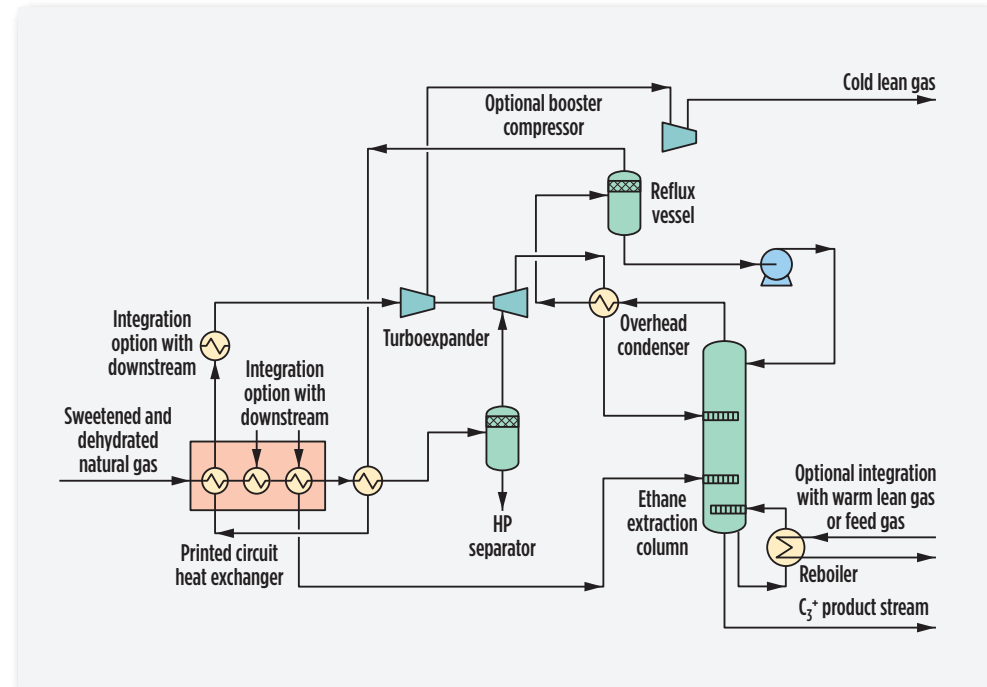 Cold lean gas
Optional booster
compressor
Reflux
vessel
Turboexpander
Overhead
condenser
Integration
option with
downstream
Integration
option with
downstream
Sweetened and
dehydrated
natural gas
Printed circuit
heat exchanger
HP
separator
Ethane
extraction
column
Optional integration
with warm lean gas
or feed gas
Reboiler
C₃⁺ product stream